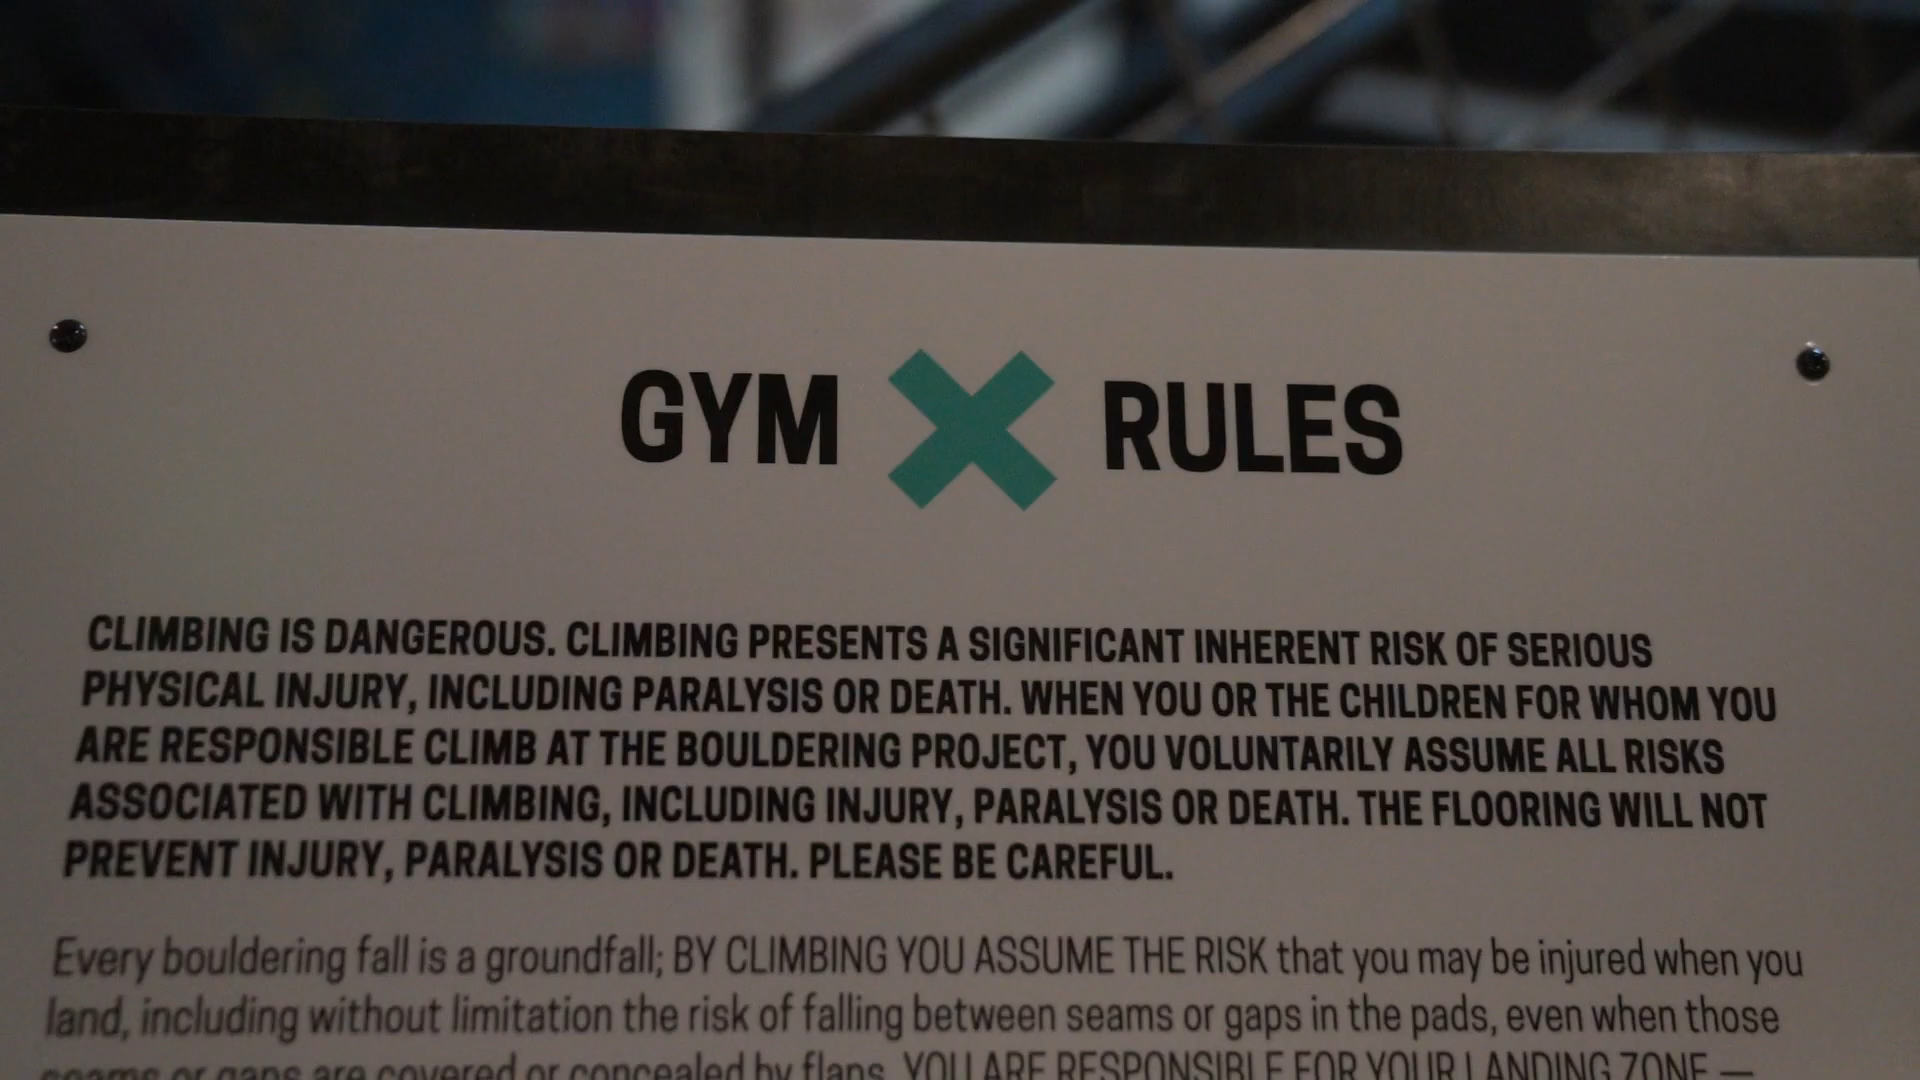 GYM X RULES
CLIMBING IS DANGEROUS. CLIMBING PRESENTS A SIGNIFICANT INHERENT RISK OF SERIOUS
PHYSICAL INJURY, INCLUDING PARALYSIS OR DEATH. WHEN YOU OR THE CHILDREN FOR WHOM YOU
ARE RESPONSIBLE CLIMB AT THE BOULDERING PROJECT, YOU VOLUNTARILY ASSUME ALL RISKS
ASSOCIATED WITH CLIMBING, INCLUDING INJURY, PARALYSIS OR DEATH. THE FLOORING WILL NOT
PREVENT INJURY, PARALYSIS OR DEATH. PLEASE BE CAREFUL.
Every bouldering fall is a groundfall; BY CLIMBING YOU ASSUME THE RISK that you may be injured when you
land, including without limitation the risk of falling between seams or gaps in the pads, even when those
seams or gaps are covered or concealed by flaps. YOU ARE RESPONSIBLE FOR YOUR LANDING ZONE —